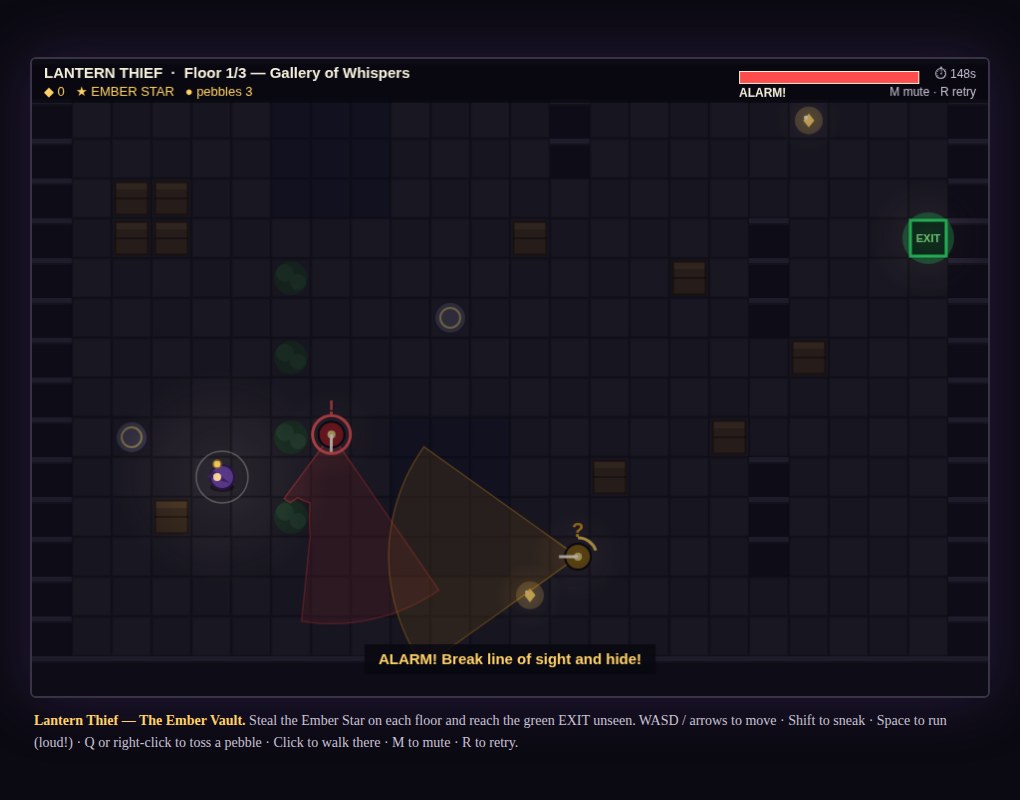 LANTERN THIEF · Floor 1/3 — Gallery of Whispers
⏱ 148s
◆ 0 ★ EMBER STAR ● pebbles 3
ALARM!
M mute · R retry
EXIT
!
?
ALARM! Break line of sight and hide!
Lantern Thief — The Ember Vault. Steal the Ember Star on each floor and reach the green EXIT unseen. WASD / arrows to move · Shift to sneak · Space to run
(loud!) · Q or right-click to toss a pebble · Click to walk there · M to mute · R to retry.